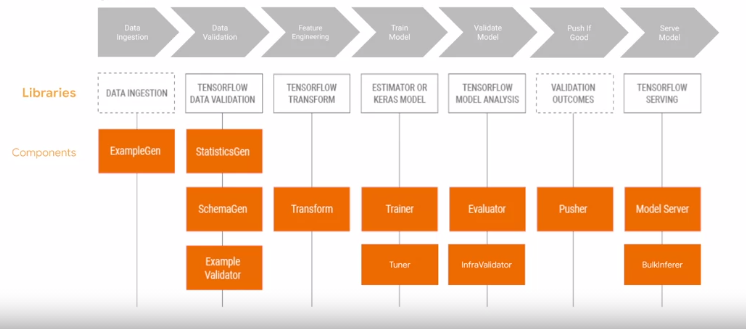 Data
Ingestion
Data
Validation
Feature
Engineering
Train
Model
Validate
Model
Push If
Good
Serve
Model
Libraries
DATA INGESTION
TENSORFLOW
DATA VALIDATION
TENSORFLOW
TRANSFORM
ESTIMATOR OR
KERAS MODEL
TENSORFLOW
MODEL ANALYSIS
VALIDATION
OUTCOMES
TENSORFLOW
SERVING
Components
ExampleGen
StatisticsGen
SchemaGen
Transform
Trainer
Evaluator
Pusher
Model Server
Example
Validator
Tuner
InfraValidator
BulkInferer